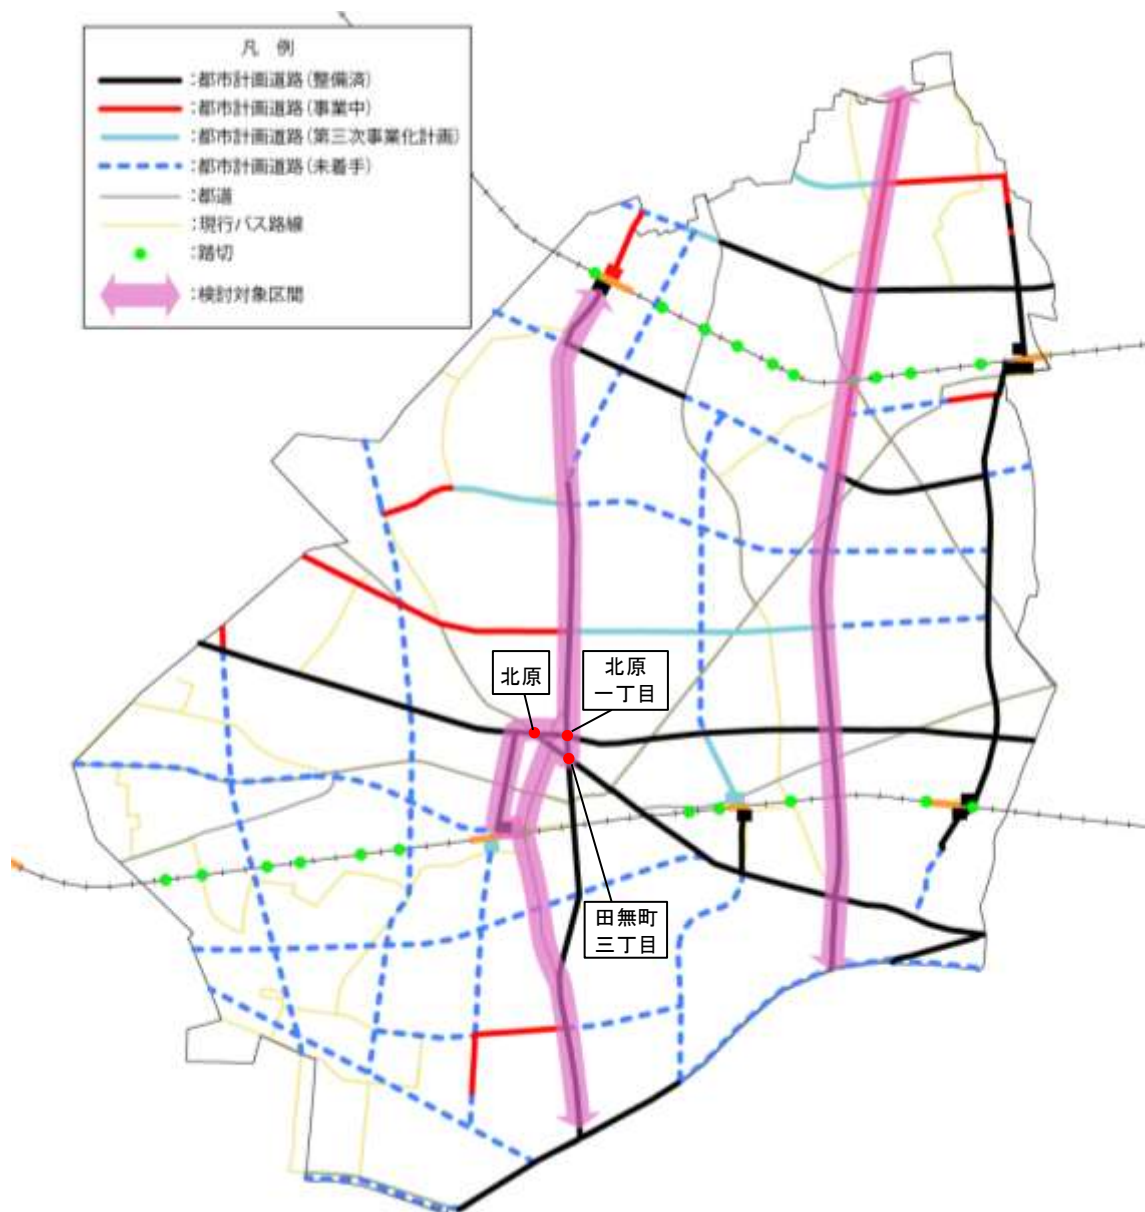 凡 例
:都市計画道路(整備済)
:都市計画道路(事業中)
:都市計画道路(第三次事業化計画)
:都市計画道路(未着手)
:都道
:現行バス路線
:踏切
:検討対象区間
北原
北原
一丁目
田無町
三丁目